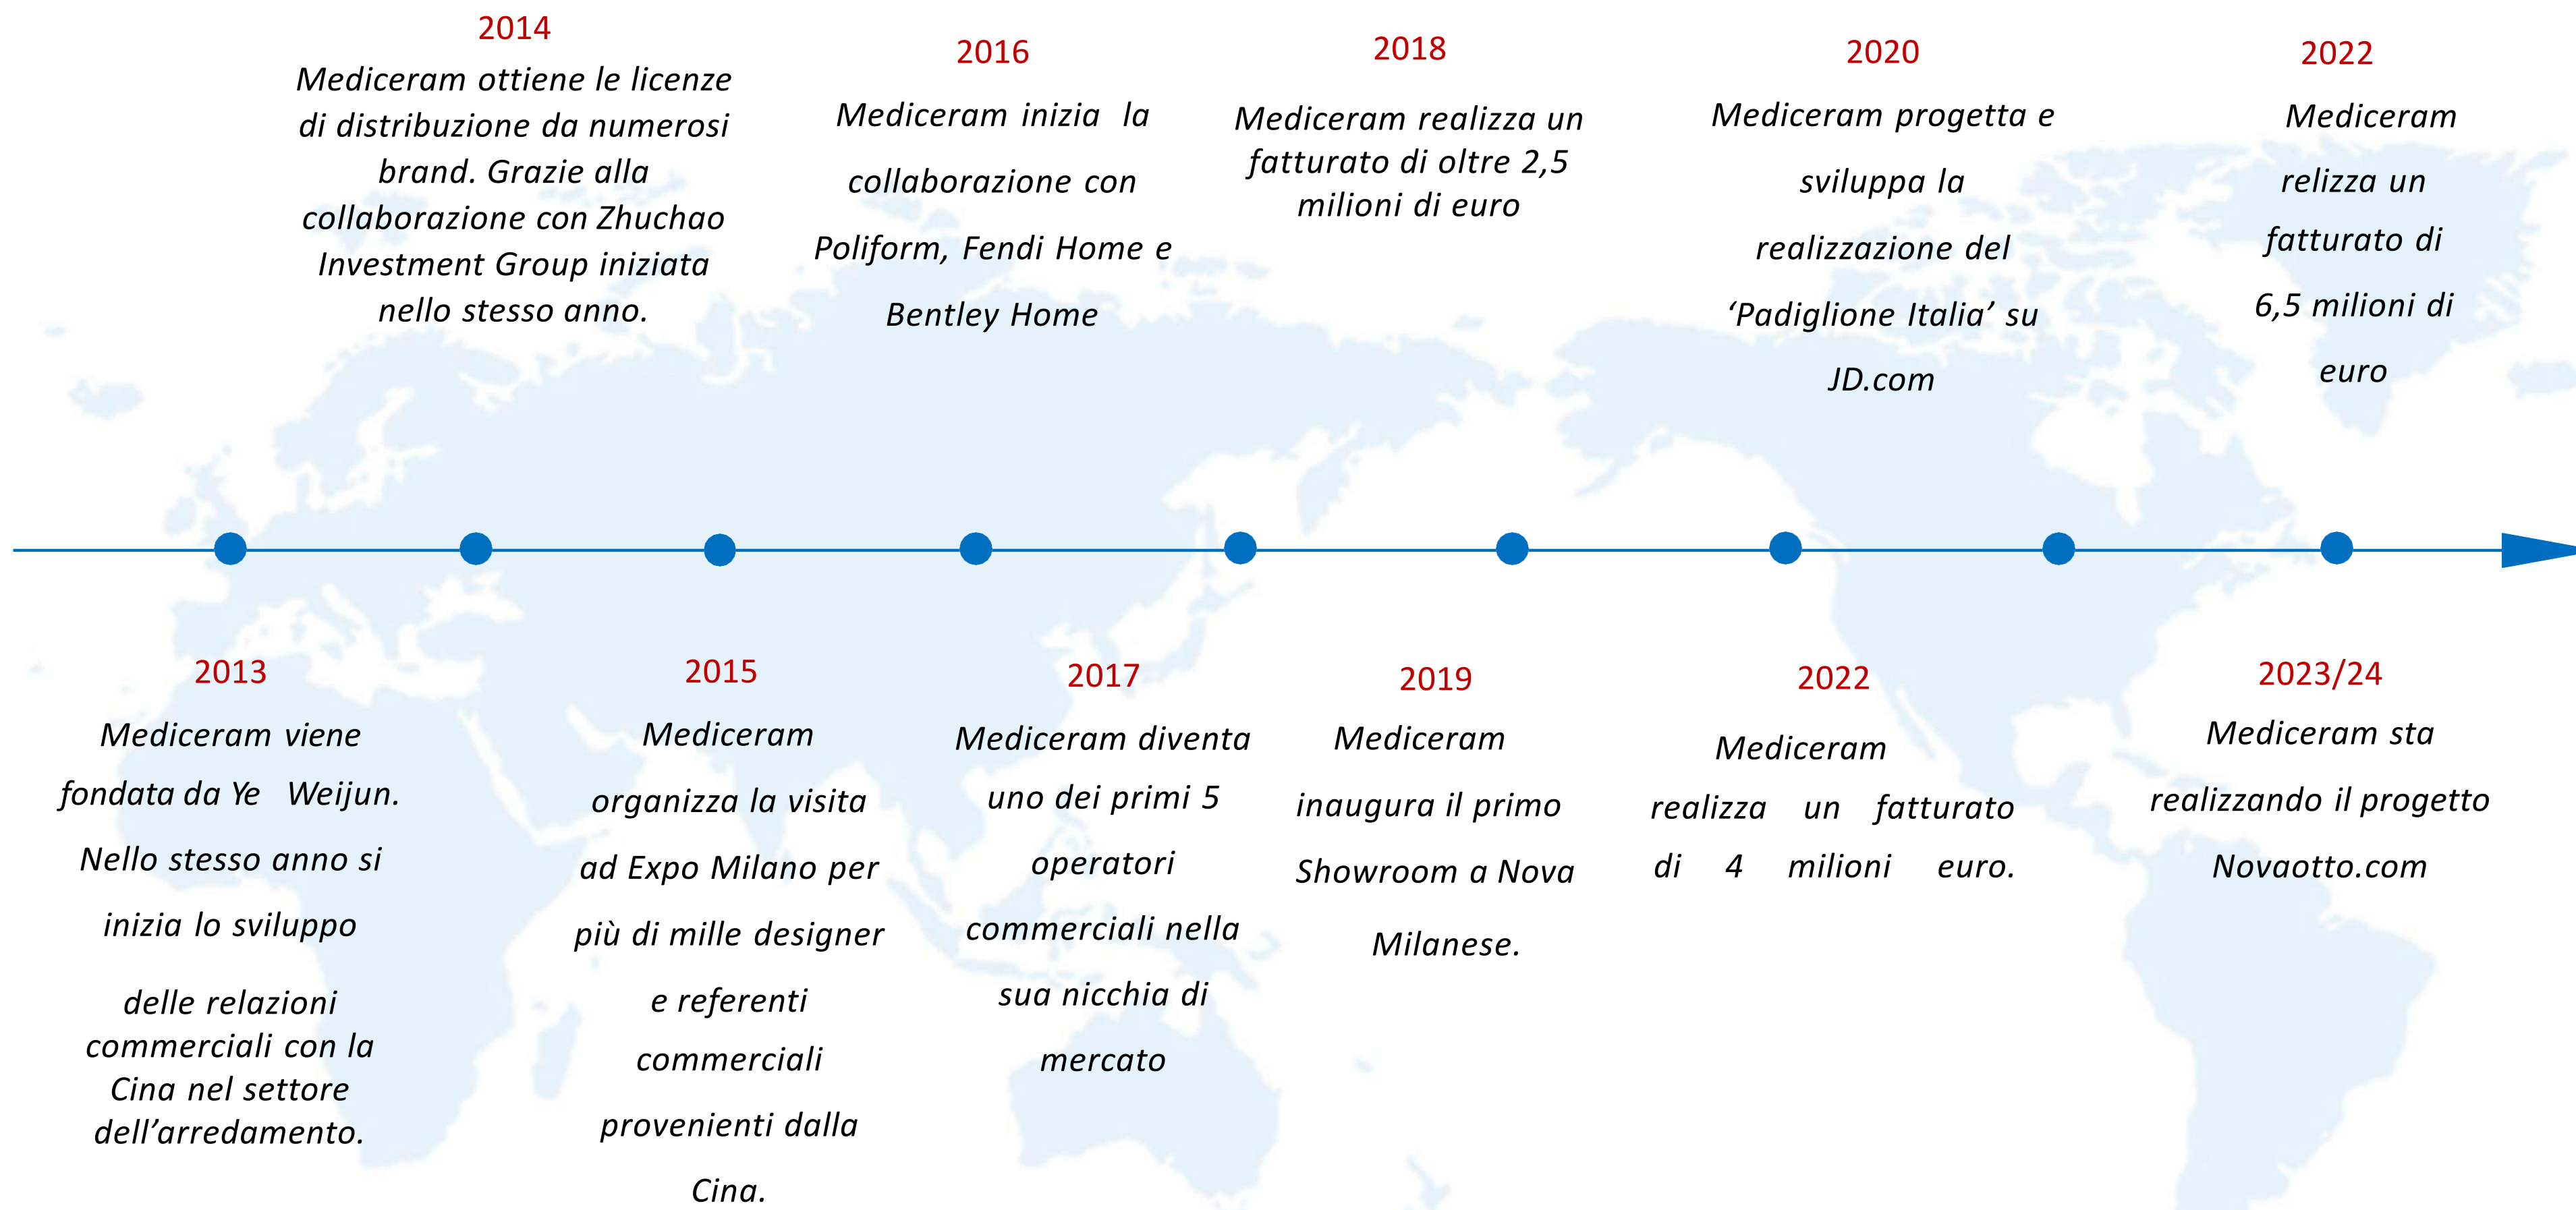 2014
Mediceram ottiene le licenze
di distribuzione da numerosi
brand. Grazie alla
collaborazione con Zhuchao
Investment Group iniziata
nello stesso anno.
2016
Mediceram inizia la
collaborazione con
Poliform, Fendi Home e
Bentley Home
2018
Mediceram realizza un
fatturato di oltre 2,5
milioni di euro
2020
Mediceram progetta e
sviluppa la
realizzazione del
‘Padiglione Italia’ su
JD.com
2022
Mediceram
relizza un
fatturato di
6,5 milioni di
euro
2013
Mediceram viene
fondata da Ye Weijun.
Nello stesso anno si
inizia lo sviluppo
delle relazioni
commerciali con la
Cina nel settore
dell’arredamento.
2015
Mediceram
organizza la visita
ad Expo Milano per
più di mille designer
e referenti
commerciali
provenienti dalla
Cina.
2017
Mediceram diventa
uno dei primi 5
operatori
commerciali nella
sua nicchia di
mercato
2019
Mediceram
inaugura il primo
Showroom a Nova
Milanese.
2022
Mediceram
realizza un fatturato
di 4 milioni euro.
2023/24
Mediceram sta
realizzando il progetto
Novaotto.com